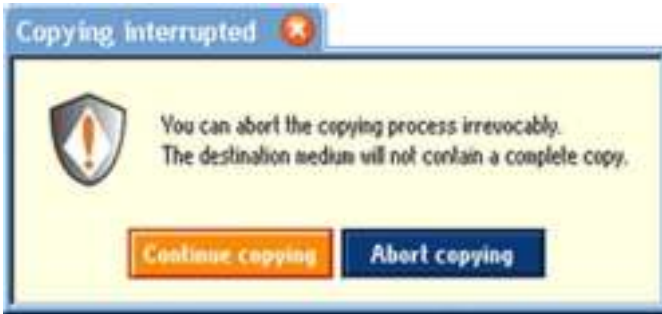 Copying interrupted
You can abort the copying process irrevocably.
The destination medium will not contain a complete copy.
Continue copying
Abort copying